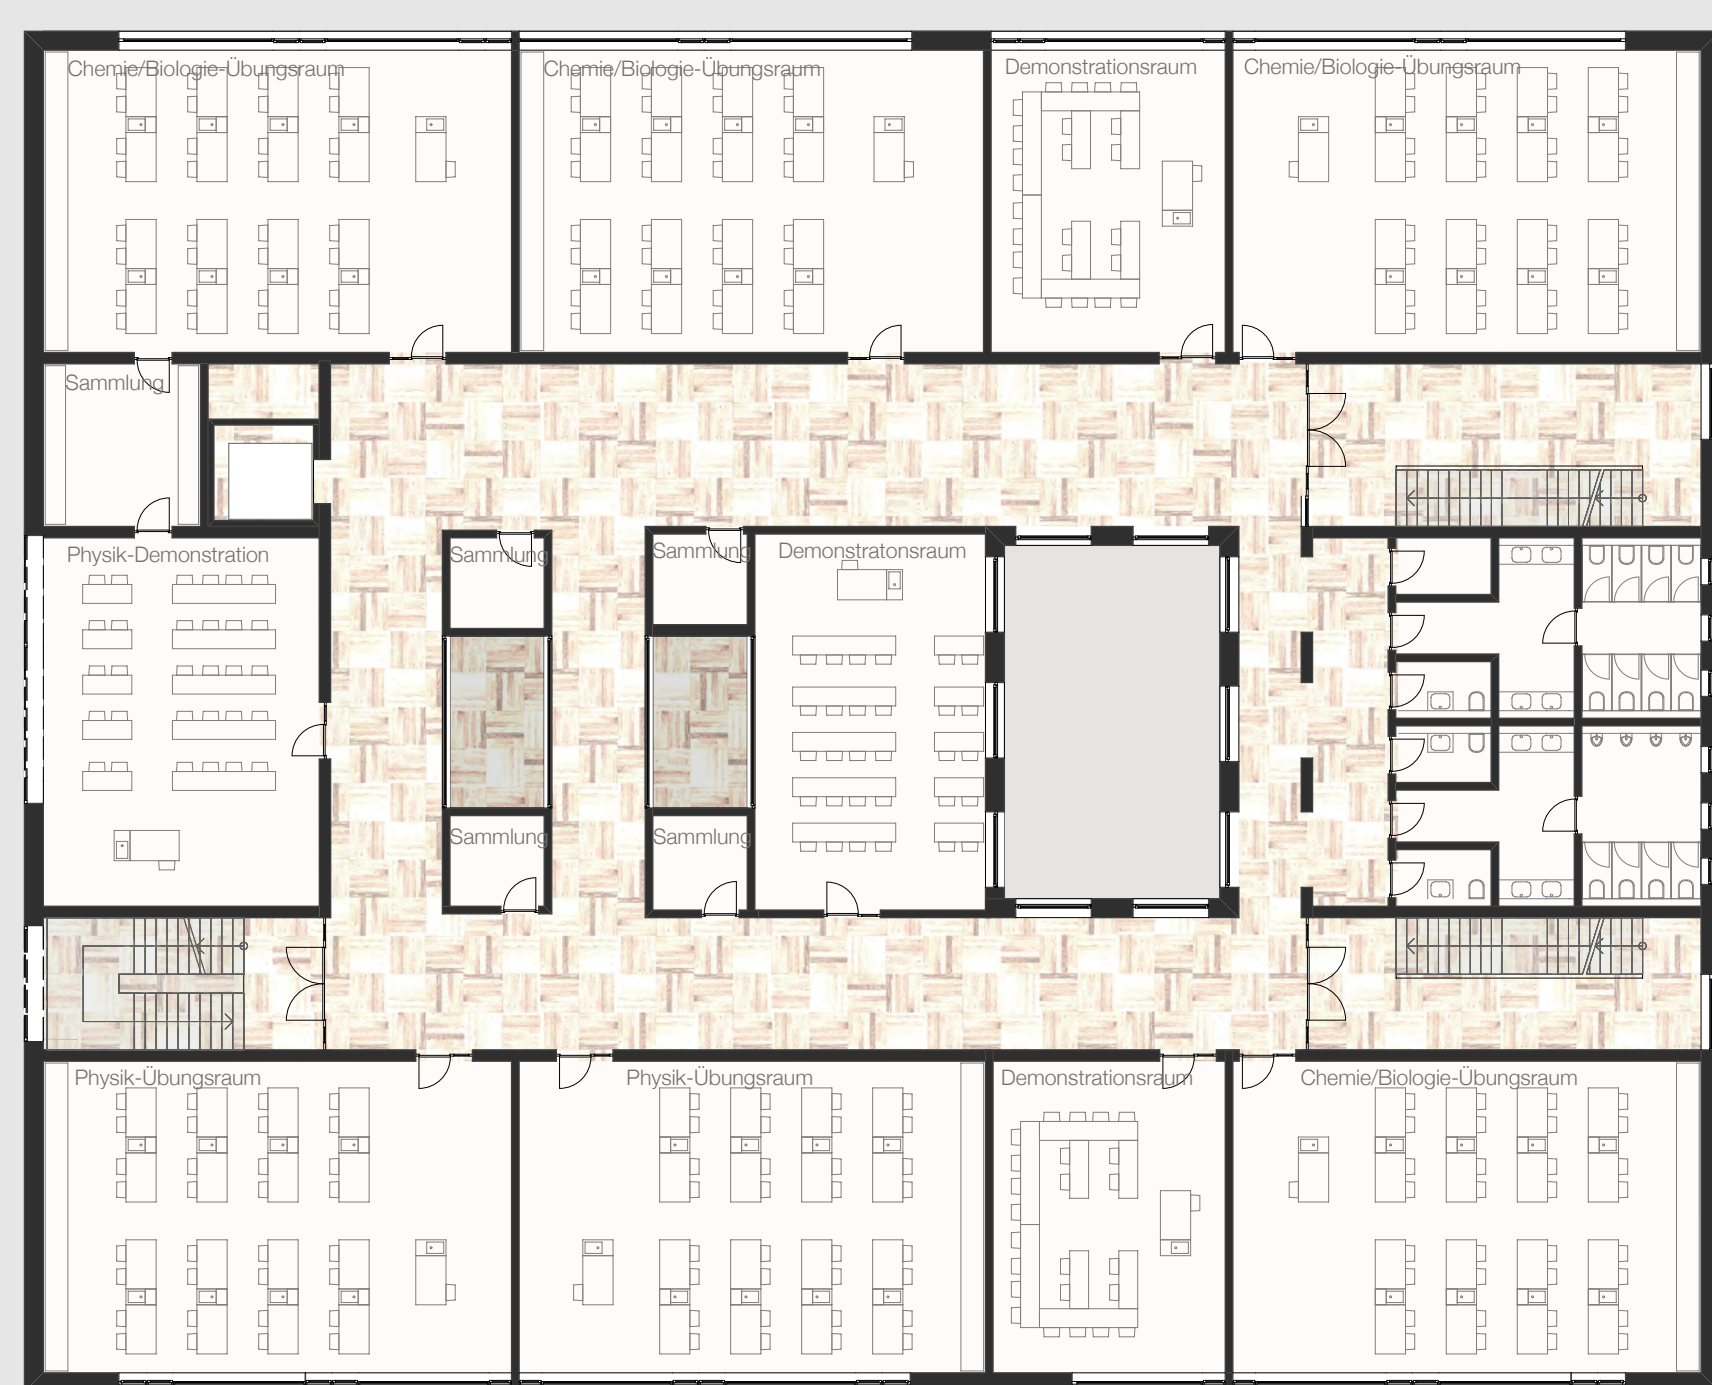 Chemie/Biologie-Übungsraum
Chemie/Biologie-Übungsraum
Demonstrationsraum
Chemie/Biologie-Übungsraum
Sammlung
Physik-Demonstration
Sammlung
Sammlung
Demonstratonsraum
Sammlung
Sammlung
Physik-Übungsraum
Physik-Übungsraum
Demonstrationsraum
Chemie/Biologie-Übungsraum